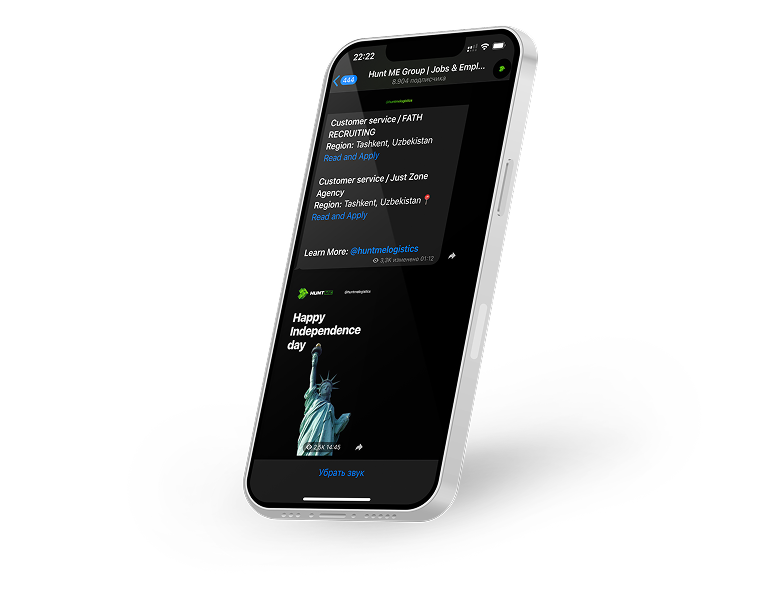 22:22
444
Hunt ME Group | Jobs & Empl...
8.904 подписчика
@huntmelogistics
Customer service / FATH
RECRUITING
Region: Tashkent, Uzbekistan
Read and Apply
Customer service / Just Zone
Agency
Region: Tashkent, Uzbekistan📍
Read and Apply
Learn More: @huntmelogistics
3,3K изменено 01:12
HUNT ME
@huntmelogistics
Happy
Independence
day
2,5K 14:45
Убрать звук